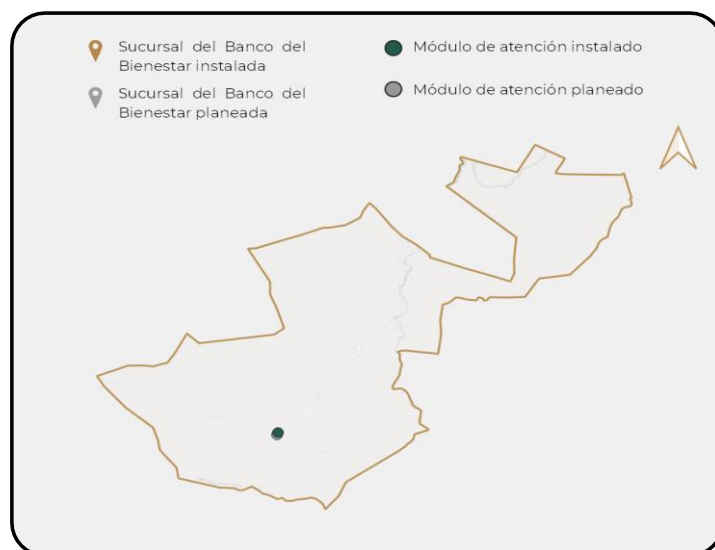 Sucursal del Banco del
Bienestar instalada
Sucursal del Banco del
Bienestar planeada
Módulo de atención instalado
Módulo de atención planeado